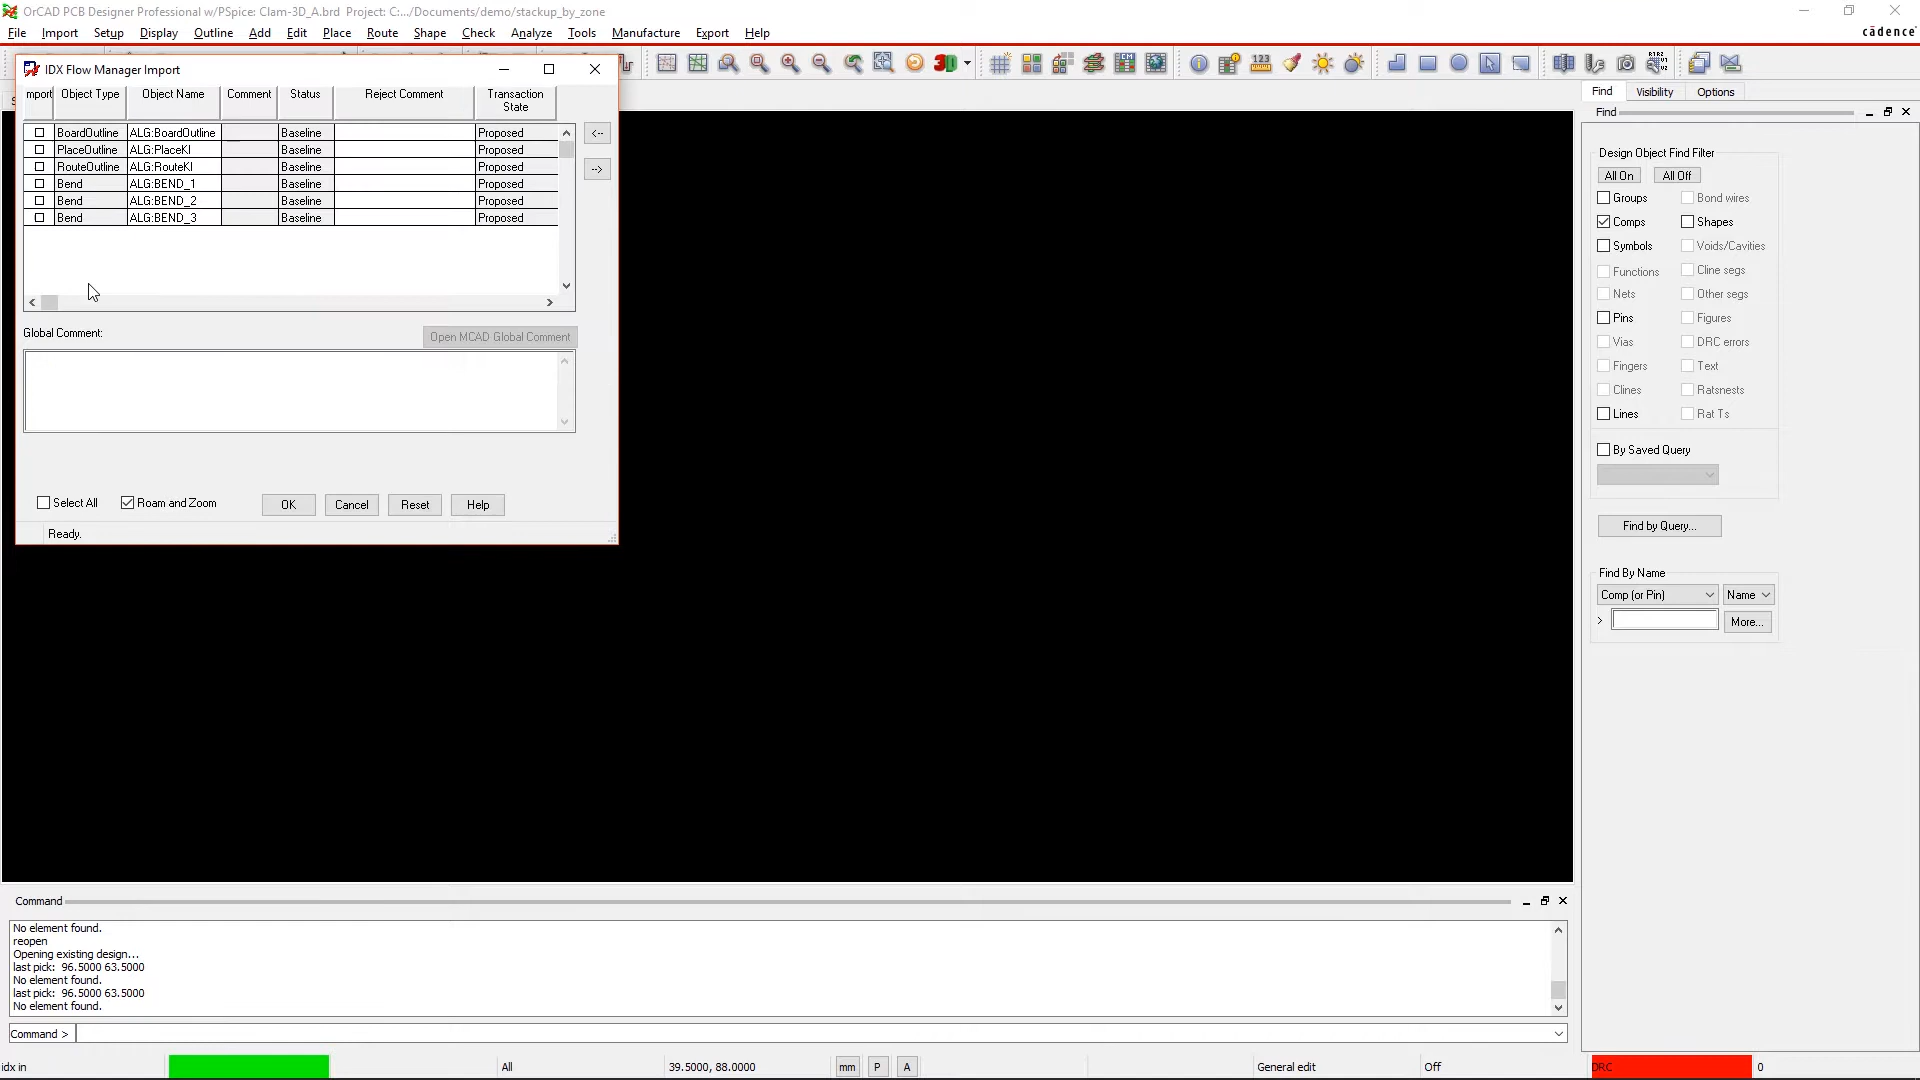 OrCAD PCB Designer Professional w/PSpice: Clam-3D_A.brd Project: C:.../Documents/demo/stackup_by_zone
File Import Setup Display Outline Add Edit Place Route Shape Check Analyze Tools Manufacture Export Help
cādence
IDX Flow Manager Import
3D
123
Find Visibility Options
mport Object Type Object Name Comment Status Reject Comment Transaction State
BoardOutline ALG:BoardOutline Baseline Proposed
PlaceOutline ALG:PlaceKI Baseline Proposed
RouteOutline ALG:RouteKI Baseline Proposed
Bend ALG:BEND_1 Baseline Proposed
Bend ALG:BEND_2 Baseline Proposed
Bend ALG:BEND_3 Baseline Proposed
<--
-->
Global Comment:
Open MCAD Global Comment
Select All Roam and Zoom OK Cancel Reset Help
Ready.
Find
Design Object Find Filter
All On All Off
Groups Bond wires
Comps Shapes
Symbols Voids/Cavities
Functions Cline segs
Nets Other segs
Pins Figures
Vias DRC errors
Fingers Text
Clines Ratsnests
Lines Rat Ts
By Saved Query
Find by Query...
Find By Name
Comp (or Pin) Name
> More...
Command
No element found.
reopen
Opening existing design...
last pick: 96.5000 63.5000
No element found.
last pick: 96.5000 63.5000
No element found.
Command >
idx in All 39.5000, 88.0000 mm P A General edit Off DRC 0